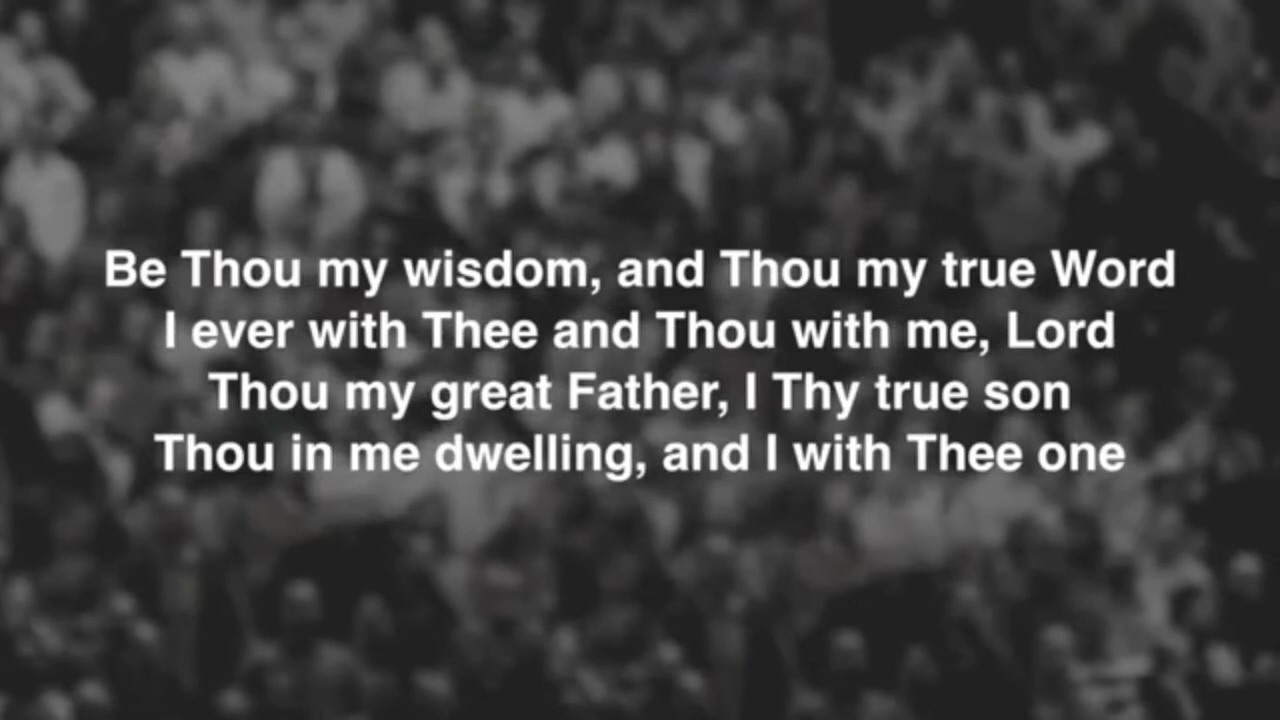 Be Thou my wisdom, and Thou my true Word
I ever with Thee and Thou with me, Lord
Thou my great Father, I Thy true son
Thou in me dwelling, and I with Thee one